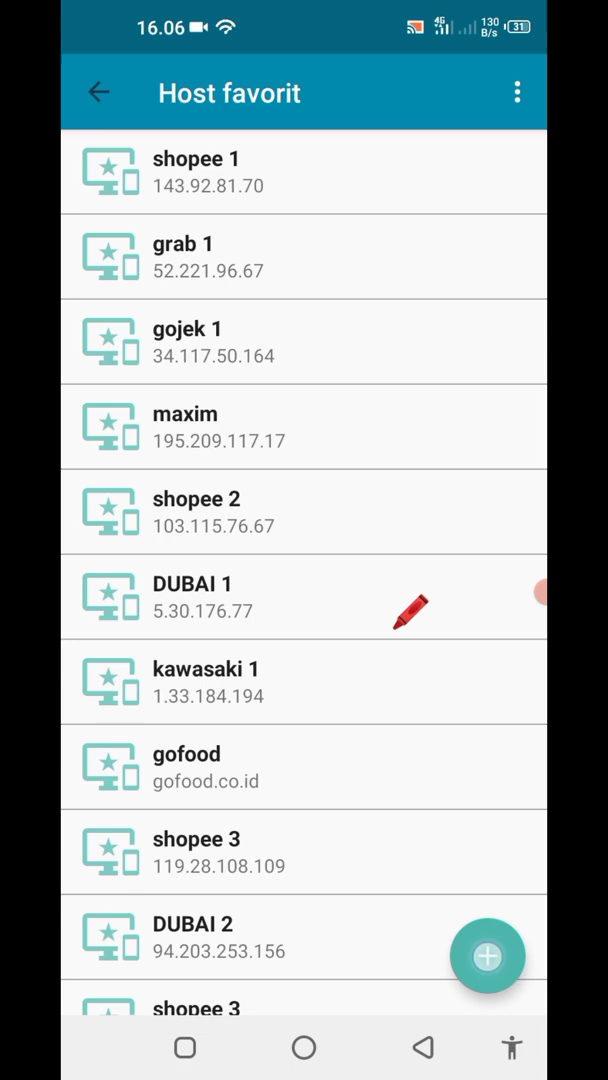 16.06
4G
130
B/s
31
Host favorit
shopee 1
143.92.81.70
grab 1
52.221.96.67
gojek 1
34.117.50.164
maxim
195.209.117.17
shopee 2
103.115.76.67
DUBAI 1
5.30.176.77
kawasaki 1
1.33.184.194
gofood
gofood.co.id
shopee 3
119.28.108.109
DUBAI 2
94.203.253.156
shopee 3